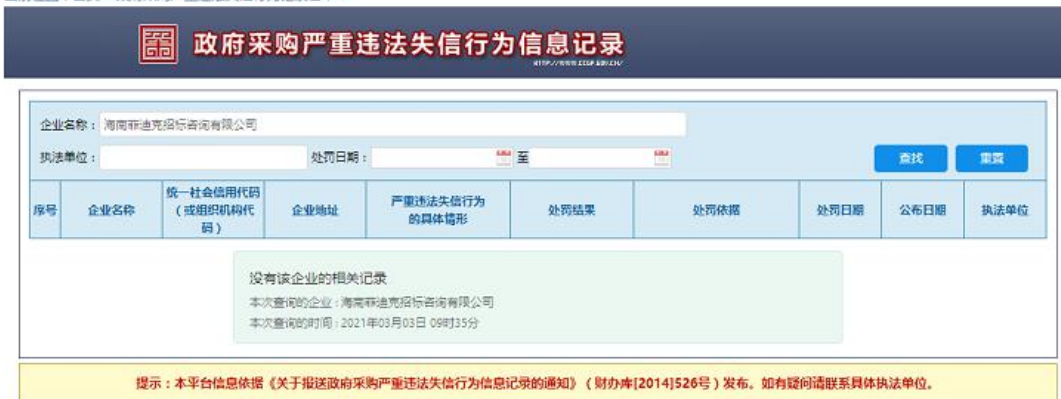 政府采购严重违法失信行为信息记录
HTTP://WWW.CCGP.GOV.CN/
企业名称：海南菲迪克招标咨询有限公司
执法单位： 处罚日期： 至 查找 重置
序号 企业名称 统一社会信用代码（或组织机构代码） 企业地址 严重违法失信行为的具体情形 处罚结果 处罚依据 处罚日期 公布日期 执法单位
没有该企业的相关记录
本次查询的企业：海南菲迪克招标咨询有限公司
本次查询的时间：2021年03月03日 09时35分
提示：本平台信息依据《关于报送政府采购严重违法失信行为信息记录的通知》（财办库[2014]526号）发布。如有疑问请联系具体执法单位。